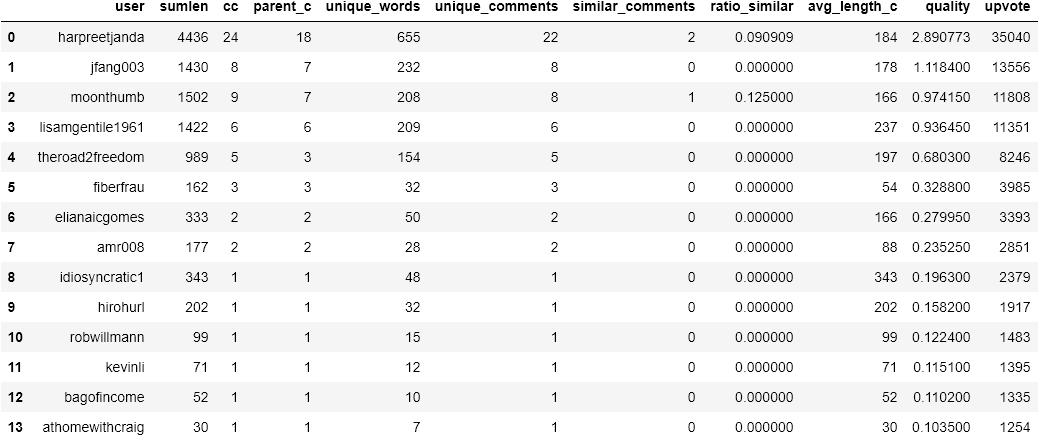 user sumlen cc parent_c unique_words unique_comments similar_comments ratio_similar avg_length_c quality upvote
0 harpreetjanda 4436 24 18 655 22 2 0.090909 184 2.890773 35040
1 jfang003 1430 8 7 232 8 0 0.000000 178 1.118400 13556
2 moonthumb 1502 9 7 208 8 1 0.125000 166 0.974150 11808
3 lisamgentile1961 1422 6 6 209 6 0 0.000000 237 0.936450 11351
4 theroad2freedom 989 5 3 154 5 0 0.000000 197 0.680300 8246
5 fiberfrau 162 3 3 32 3 0 0.000000 54 0.328800 3985
6 elianaicgomes 333 2 2 50 2 0 0.000000 166 0.279950 3393
7 amr008 177 2 2 28 2 0 0.000000 88 0.235250 2851
8 idiosyncratic1 343 1 1 48 1 0 0.000000 343 0.196300 2379
9 hirohurl 202 1 1 32 1 0 0.000000 202 0.158200 1917
10 robwillmann 99 1 1 15 1 0 0.000000 99 0.122400 1483
11 kevinli 71 1 1 12 1 0 0.000000 71 0.115100 1395
12 bagofincome 52 1 1 10 1 0 0.000000 52 0.110200 1335
13 athomewithcraig 30 1 1 7 1 0 0.000000 30 0.103500 1254